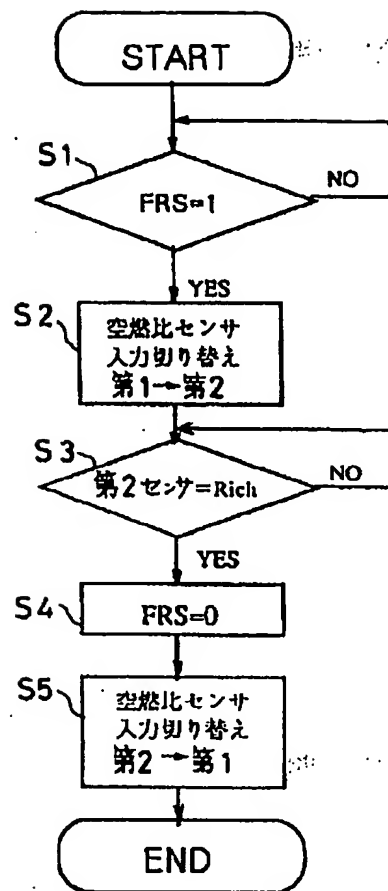 START
S1
FRS=1
NO
YES
S2
空燃比センサ
入力切り替え
第1→第2
S3
第2センサ=Rich
NO
YES
S4
FRS=0
S5
空燃比センサ
入力切り替え
第2→第1
END